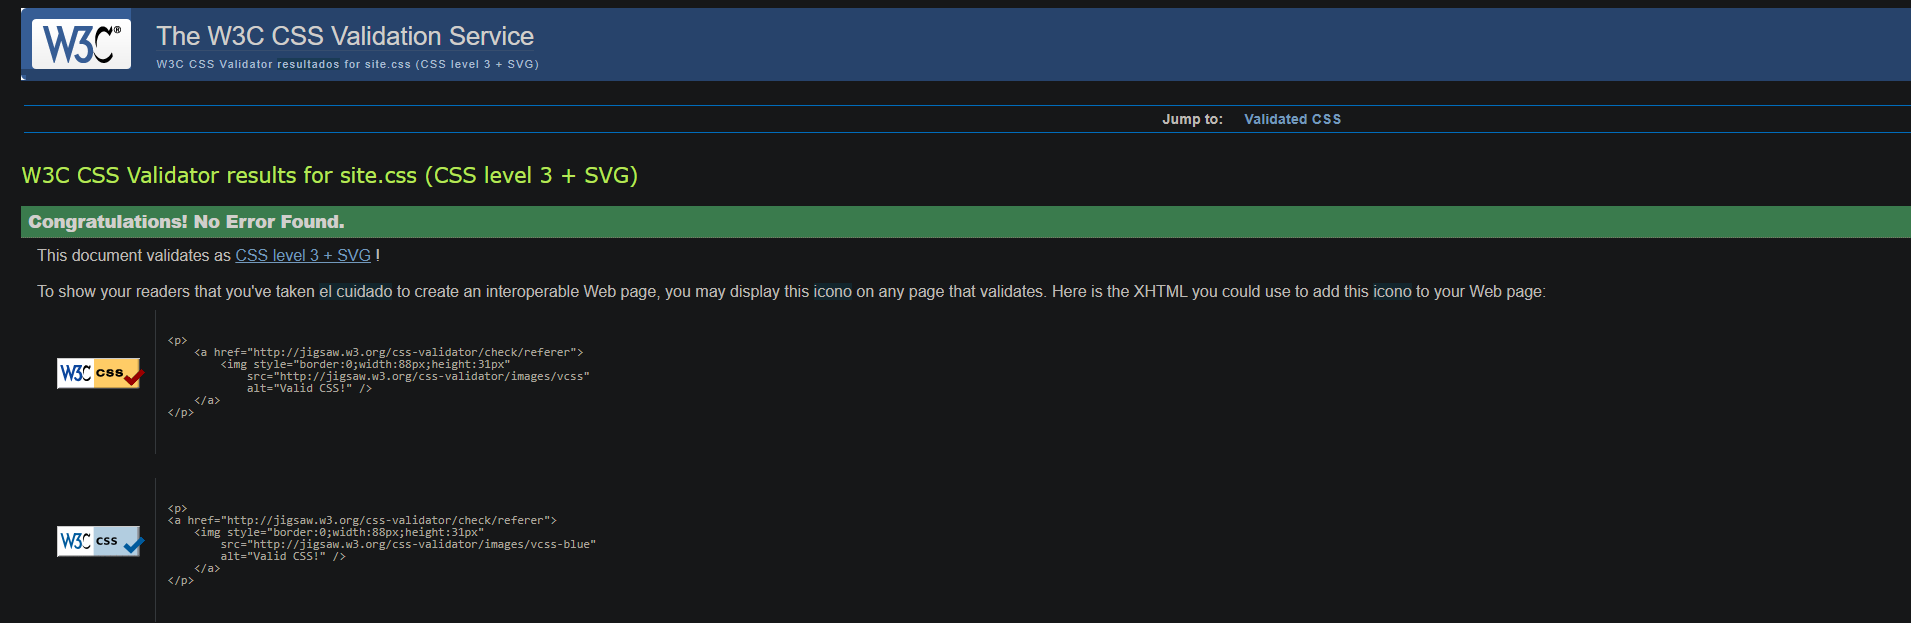 W3C®
The W3C CSS Validation Service
W3C CSS Validator resultados for site.css (CSS level 3 + SVG)
Jump to: Validated CSS
W3C CSS Validator results for site.css (CSS level 3 + SVG)
Congratulations! No Error Found.
This document validates as CSS level 3 + SVG !
To show your readers that you've taken el cuidado to create an interoperable Web page, you may display this icono on any page that validates. Here is the XHTML you could use to add this icono to your Web page:
W3C css
<p>
<a href="http://jigsaw.w3.org/css-validator/check/referer">
<img style="border:0;width:88px;height:31px"
src="http://jigsaw.w3.org/css-validator/images/vcss"
alt="Valid CSS!" />
</a>
</p>
W3C css
<p>
<a href="http://jigsaw.w3.org/css-validator/check/referer">
<img style="border:0;width:88px;height:31px"
src="http://jigsaw.w3.org/css-validator/images/vcss-blue"
alt="Valid CSS!" />
</a>
</p>